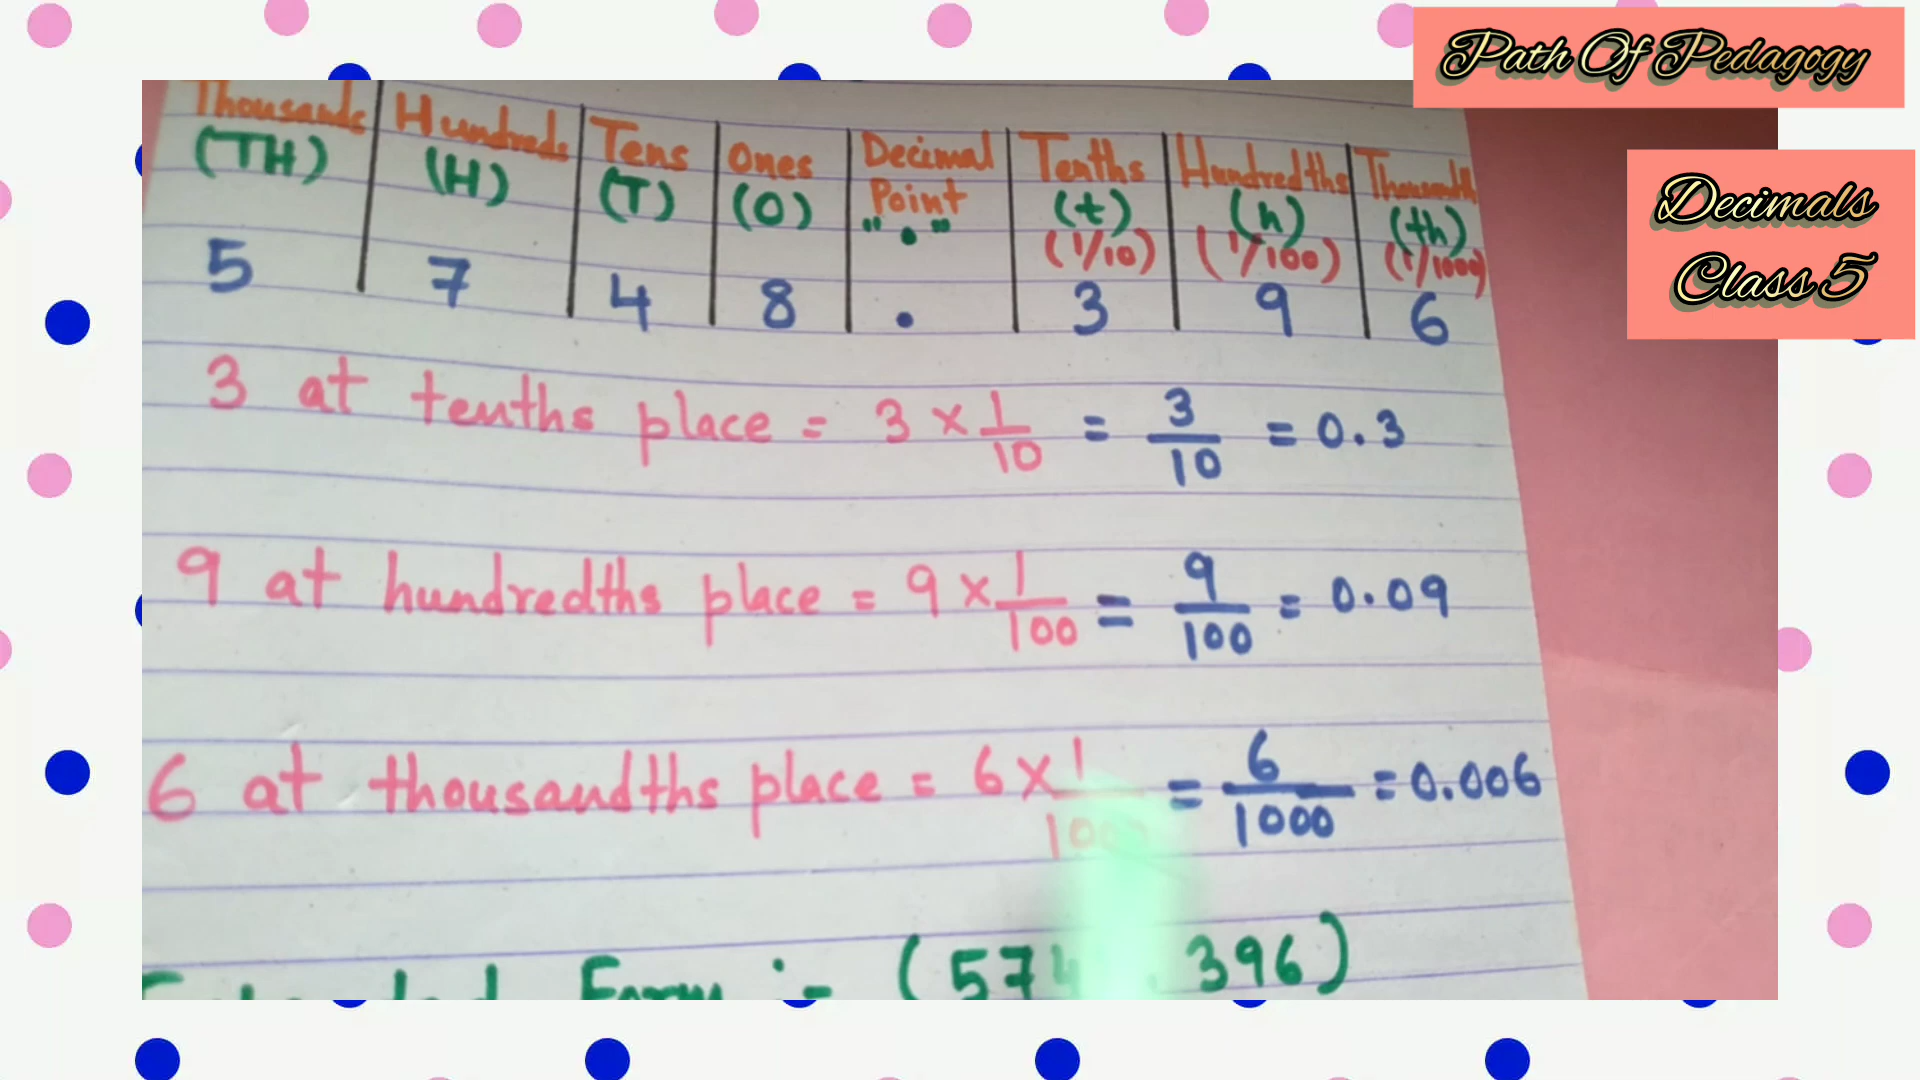 Path Of Pedagogy
Decimals
Class 5
Thousands Hundreds Tens Ones Decimal Point Tenths Hundredths Thousandth
(TH) (H) (T) (O) "." (t) (h) (th)
(1/10) (1/100) (1/1000)
5 7 4 8 . 3 9 6
3 at tenths place = 3 × 1/10 = 3/10 = 0.3
9 at hundredths place = 9 × 1/100 = 9/100 = 0.09
6 at thousandths place = 6 × 1/1000 = 6/1000 = 0.006
Form :- (574 .396)